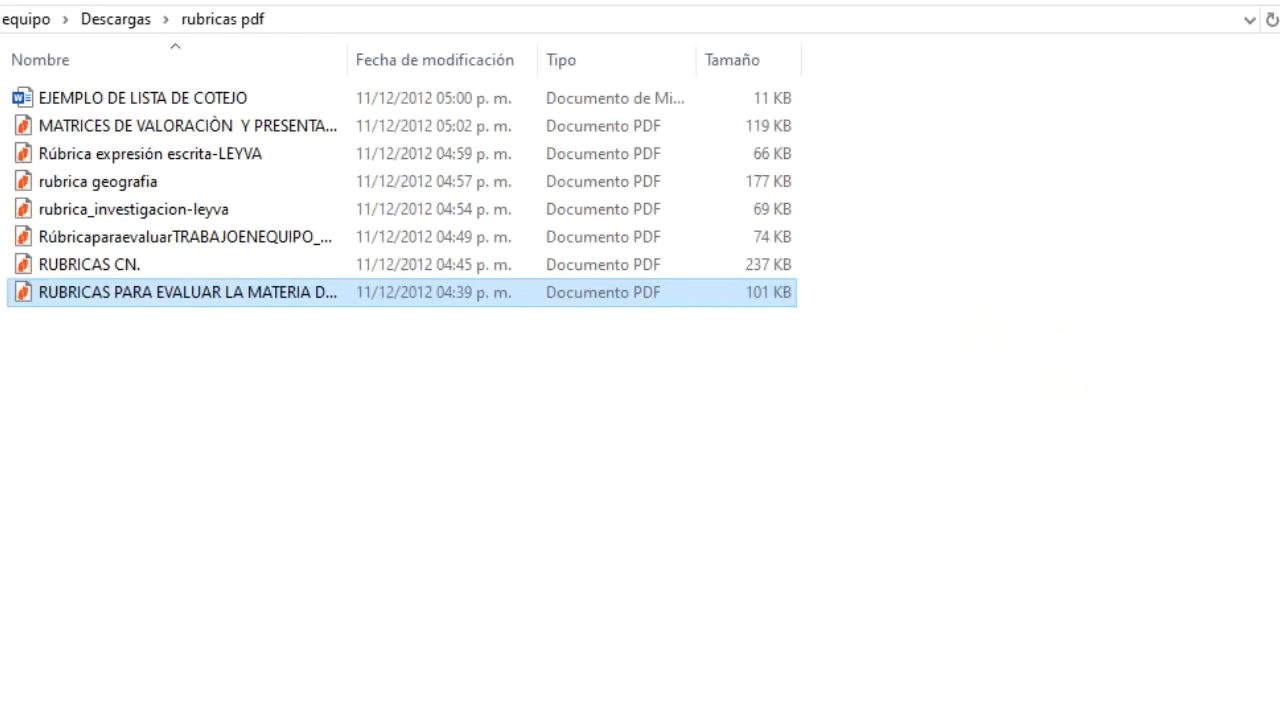 equipo > Descargas > rubricas pdf
Nombre Fecha de modificación Tipo Tamaño
EJEMPLO DE LISTA DE COTEJO 11/12/2012 05:00 p. m. Documento de Mi... 11 KB
MATRICES DE VALORACIÒN Y PRESENTA... 11/12/2012 05:02 p. m. Documento PDF 119 KB
Rúbrica expresión escrita-LEYVA 11/12/2012 04:59 p. m. Documento PDF 66 KB
rubrica geografia 11/12/2012 04:57 p. m. Documento PDF 177 KB
rubrica_investigacion-leyva 11/12/2012 04:54 p. m. Documento PDF 69 KB
RúbricaparaevaluarTRABAJOENEQUIPO_... 11/12/2012 04:49 p. m. Documento PDF 74 KB
RUBRICAS CN. 11/12/2012 04:45 p. m. Documento PDF 237 KB
RUBRICAS PARA EVALUAR LA MATERIA D... 11/12/2012 04:39 p. m. Documento PDF 101 KB